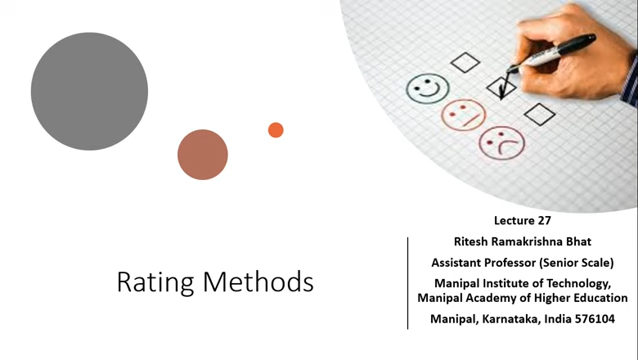 Rating Methods
Lecture 27
Ritesh Ramakrishna Bhat
Assistant Professor (Senior Scale)
Manipal Institute of Technology,
Manipal Academy of Higher Education
Manipal, Karnataka, India 576104